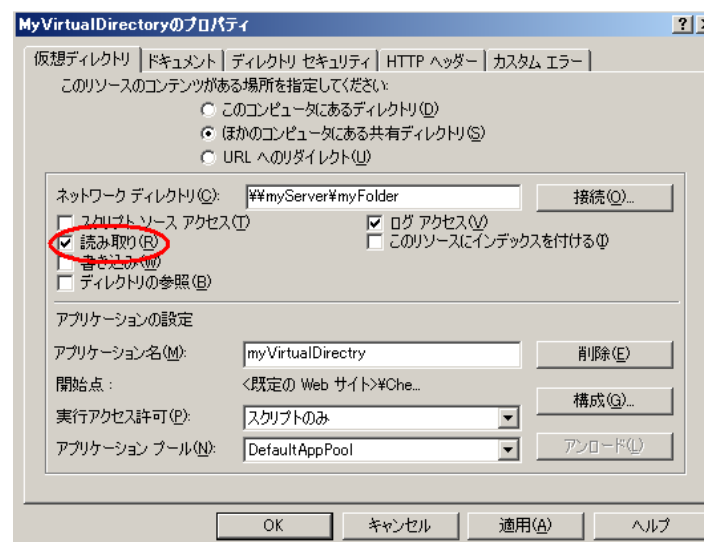 MyVirtualDirectoryのプロパティ
仮想ディレクトリ ドキュメント ディレクトリ セキュリティ HTTP ヘッダー カスタム エラー
このリソースのコンテンツがある場所を指定してください:
このコンピュータにあるディレクトリ(D)
ほかのコンピュータにある共有ディレクトリ(S)
URL へのリダイレクト(U)
ネットワーク ディレクトリ(C): ¥¥myServer¥myFolder 接続(O)...
スクリプト ソース アクセス(T) ログ アクセス(V)
読み取り(R) このリソースにインデックスを付ける(I)
書き込み(W)
ディレクトリの参照(B)
アプリケーションの設定
アプリケーション名(M): myVirtualDirectry 削除(E)
開始点: <既定の Web サイト>¥Che...
構成(G)...
実行アクセス許可(P): スクリプトのみ
アプリケーション プール(N): DefaultAppPool アンロード(L)
OK キャンセル 適用(A) ヘルプ